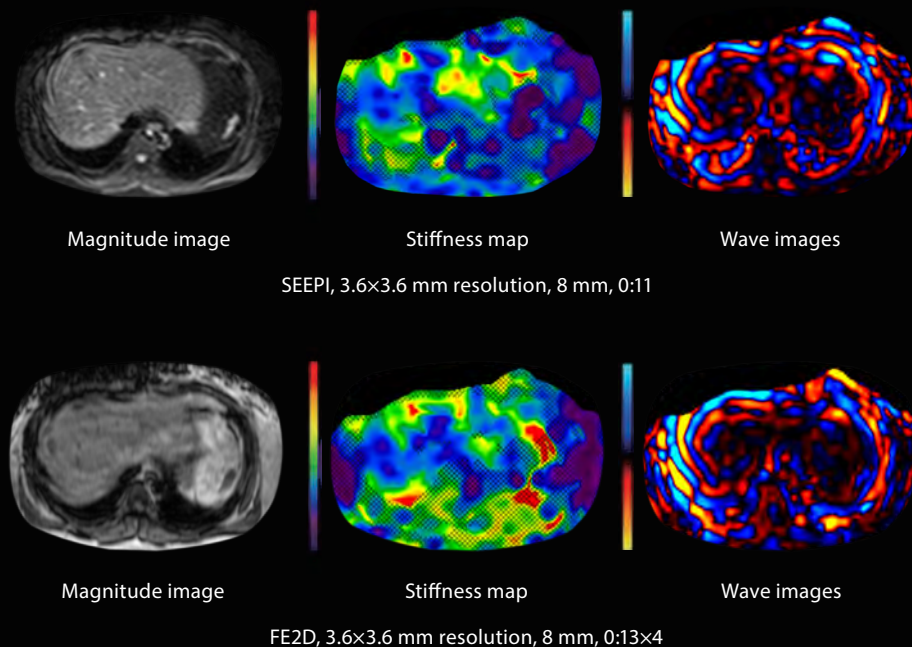 Magnitude image Stiffness map Wave images
SEEPI, 3.6×3.6 mm resolution, 8 mm, 0:11
Magnitude image Stiffness map Wave images
FE2D, 3.6×3.6 mm resolution, 8 mm, 0:13×4